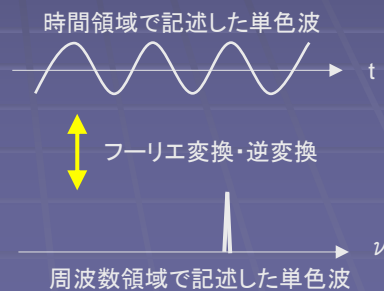 時間領域で記述した単色波
t
フーリエ変換・逆変換
ν
周波数領域で記述した単色波